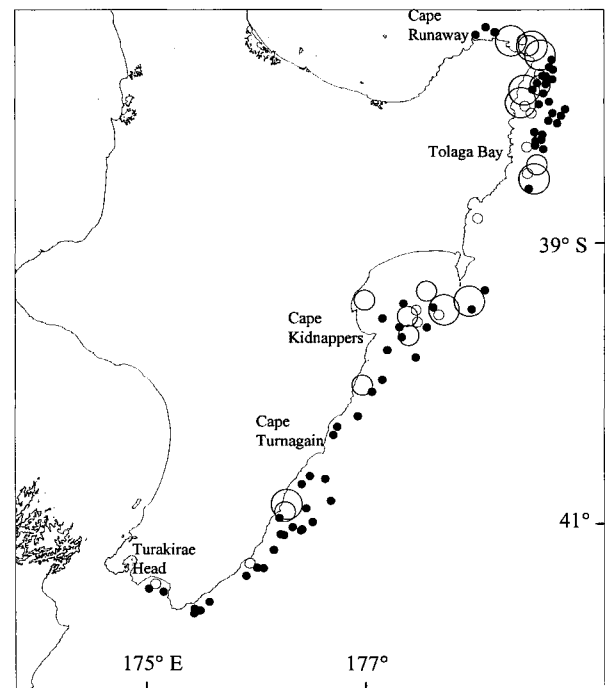 Cape
Runaway
Tolaga Bay
39° S
Cape
Kidnappers
Cape
Turnagain
41°
Turakirae
Head
175° E
177°